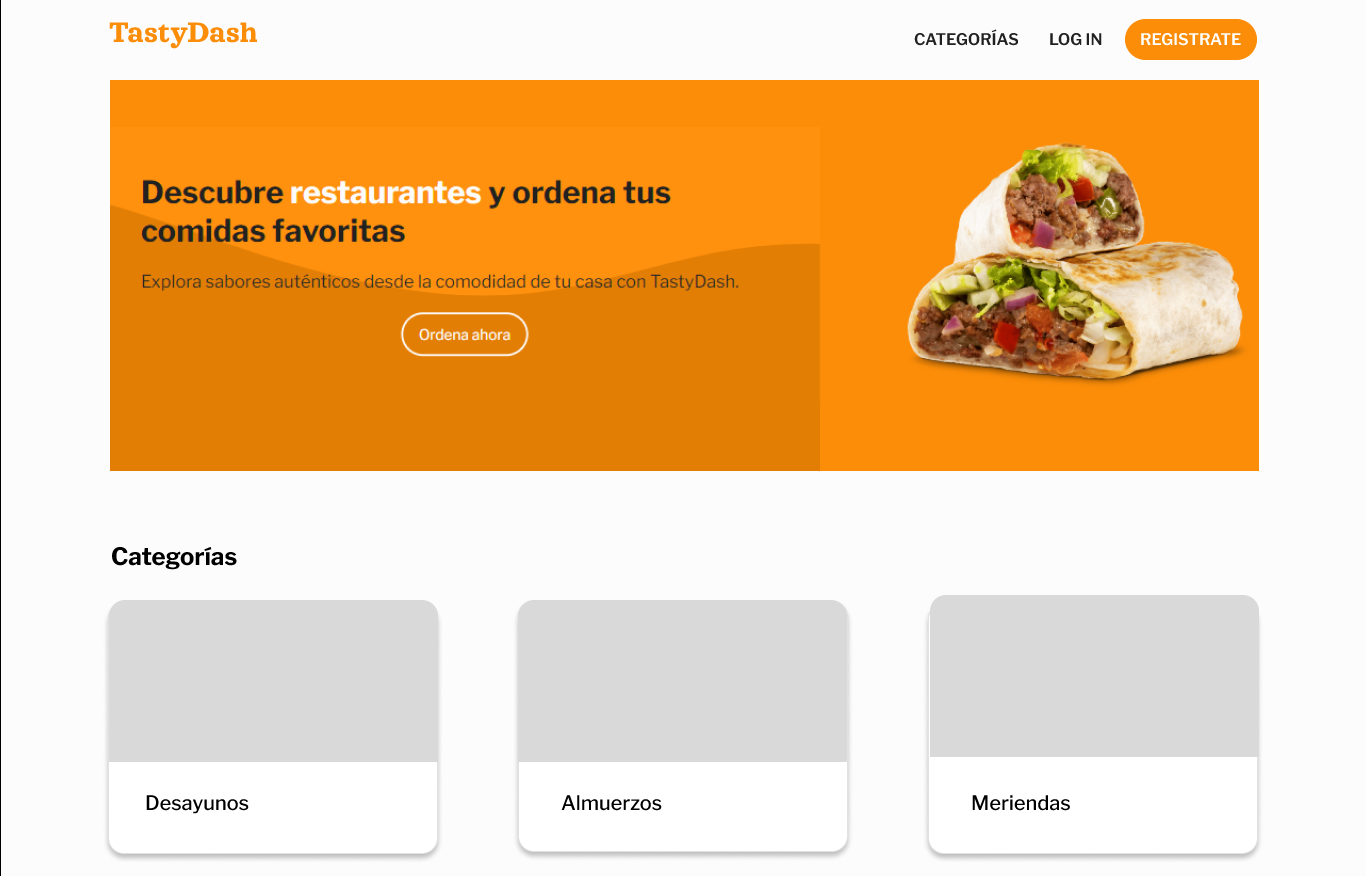 TastyDash
CATEGORÍAS LOG IN REGISTRATE
Descubre restaurantes y ordena tus
comidas favoritas
Explora sabores auténticos desde la comodidad de tu casa con TastyDash.
Ordena ahora
Categorías
Desayunos
Almuerzos
Meriendas